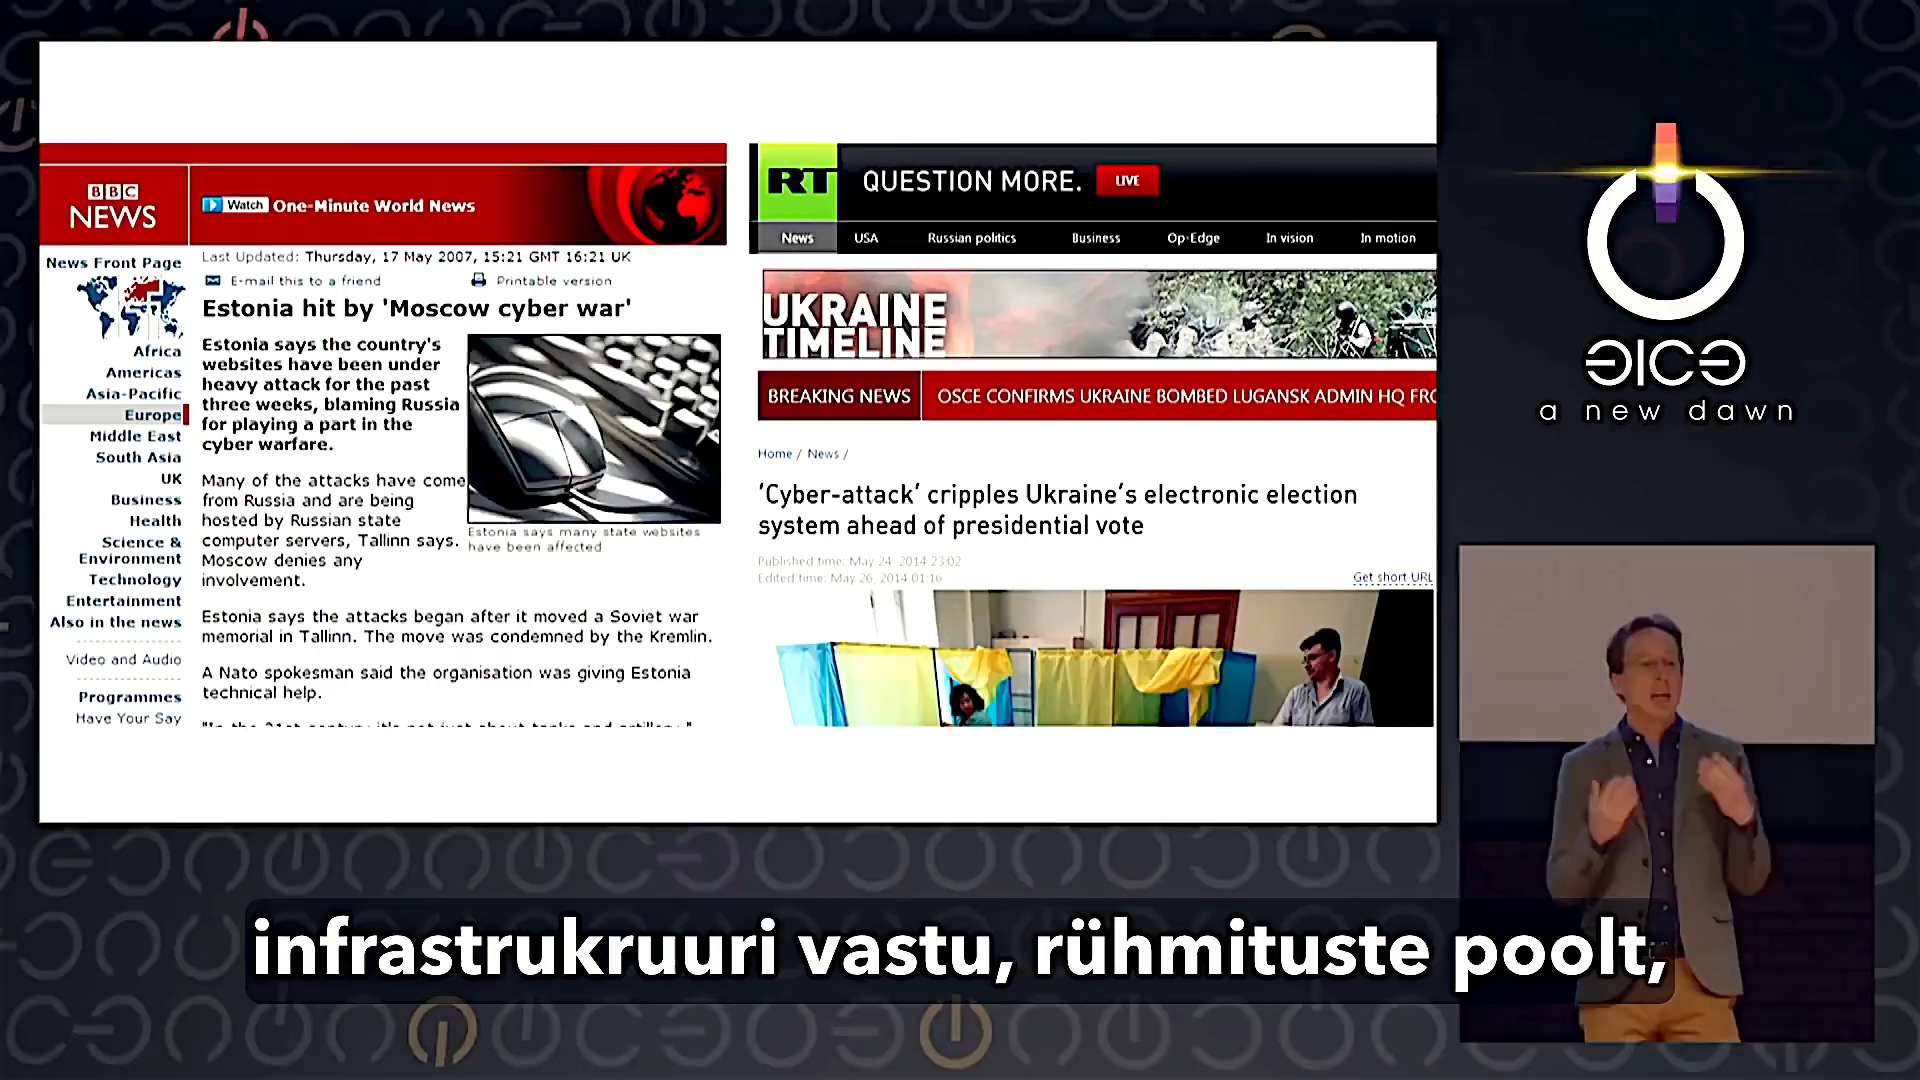 BBC
NEWS
Watch One-Minute World News
News Front Page
Africa
Americas
Asia-Pacific
Europe
Middle East
South Asia
UK
Business
Health
Science &
Environment
Technology
Entertainment
Also in the news
Video and Audio
Programmes
Have Your Say
Last Updated: Thursday, 17 May 2007, 15:21 GMT 16:21 UK
E-mail this to a friend
Printable version
Estonia hit by 'Moscow cyber war'
Estonia says the country's
websites have been under
heavy attack for the past
three weeks, blaming Russia
for playing a part in the
cyber warfare.
Many of the attacks have come
from Russia and are being
hosted by Russian state
computer servers, Tallinn says.
Moscow denies any
involvement.
Estonia says many state websites
have been affected
Estonia says the attacks began after it moved a Soviet war
memorial in Tallinn. The move was condemned by the Kremlin.
A Nato spokesman said the organisation was giving Estonia
technical help.
RT QUESTION MORE. LIVE
News USA Russian politics Business Op-Edge In vision In motion
UKRAINE
TIMELINE
BREAKING NEWS OSCE CONFIRMS UKRAINE BOMBED LUGANSK ADMIN HQ
Home / News /
'Cyber-attack' cripples Ukraine's electronic election
system ahead of presidential vote
Published time: May 24, 2014 23:02
Edited time: May 26, 2014 01:16
Get short URL
a new dawn
infrastrukruuri vastu, rühmituste poolt,